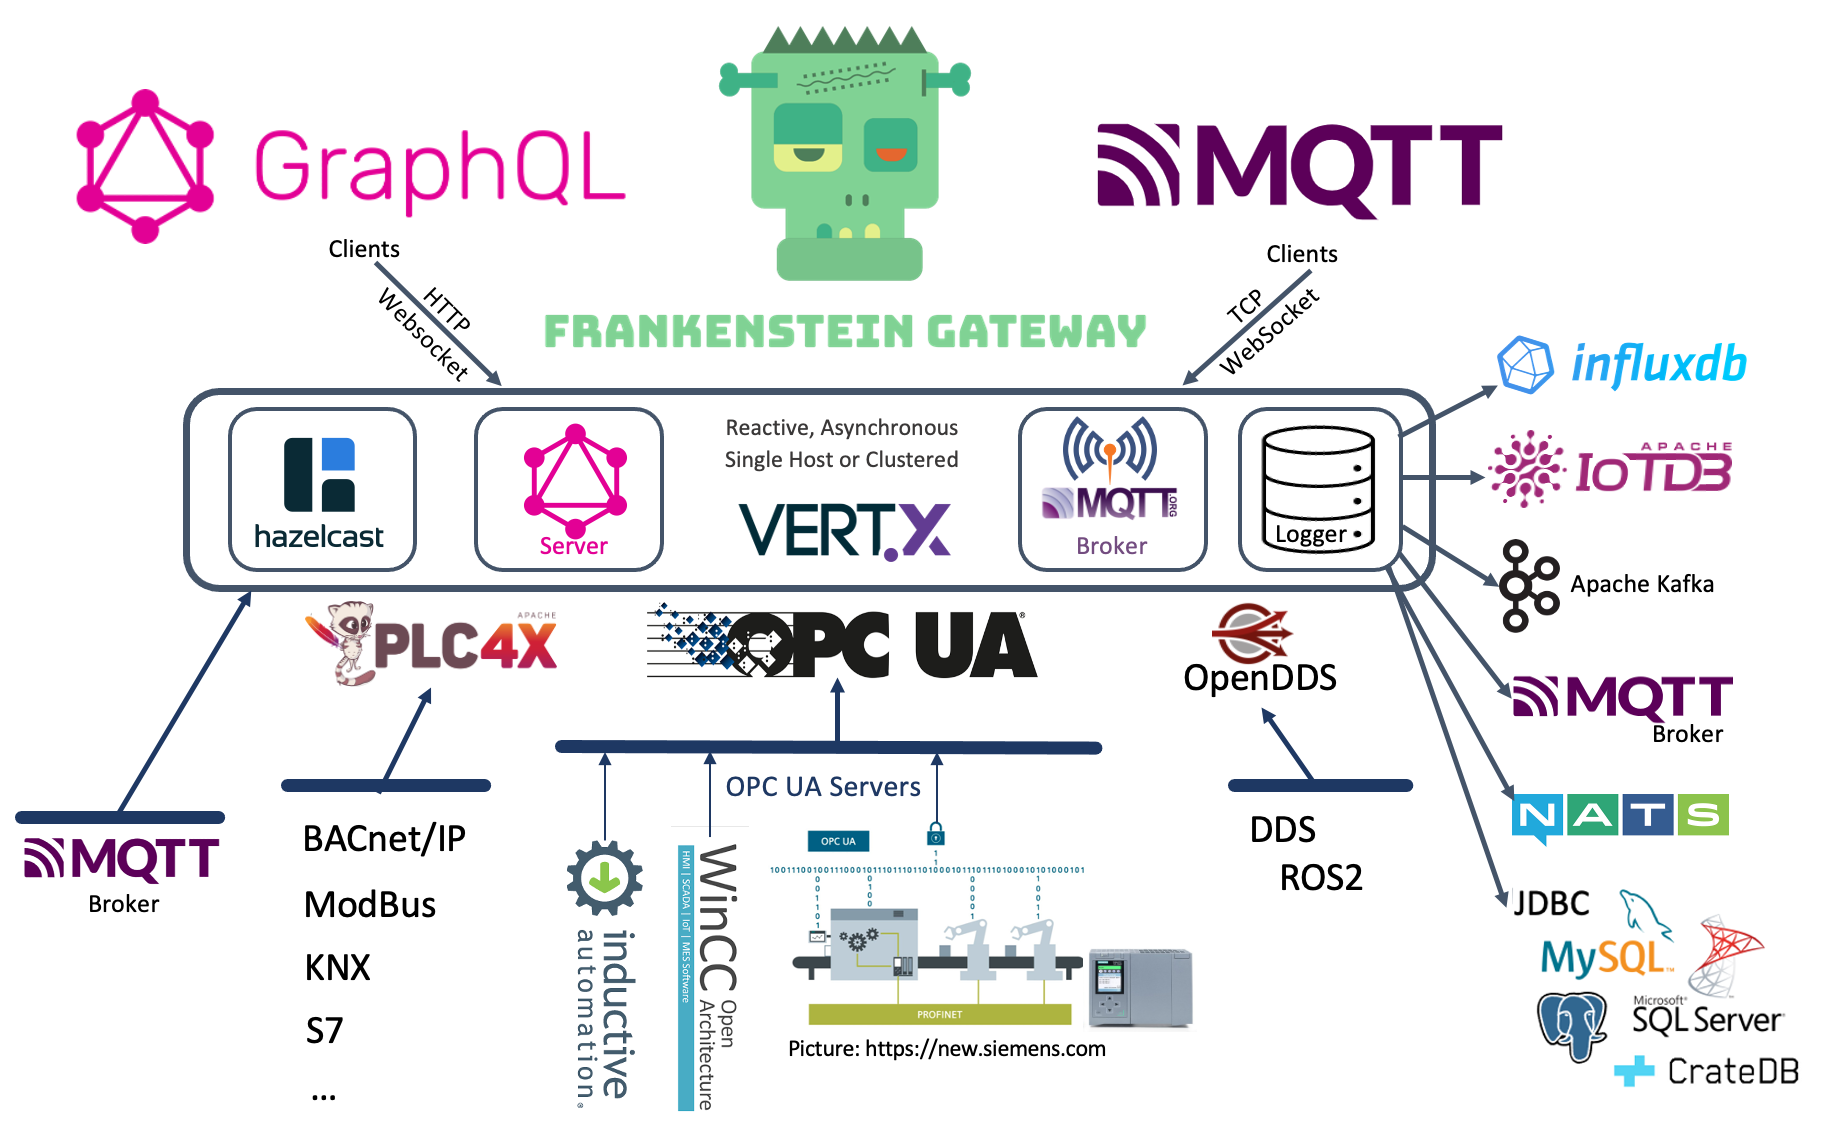 GraphQL
MQTT
Clients
Clients
HTTP
Websocket
TCP
WebSocket
FRANKENSTEIN GATEWAY
influxdb
Reactive, Asynchronous
Single Host or Clustered
APACHE
IoTDB
hazelcast
Server
VERT.X
MQTT.ORG
Broker
Logger
Apache Kafka
APACHE
PLC4X
OPC UA®
OpenDDS
MQTT
Broker
OPC UA Servers
NATS
MQTT
Broker
BACnet/IP
ModBus
KNX
S7
...
inductive
automation®
HMI | SCADA | IoT | MES Software
WinCC
Open
Architecture
OPC UA
PROFINET
Picture: https://new.siemens.com
DDS
ROS2
JDBC
MySQL™
Microsoft®
SQL Server®
CrateDB